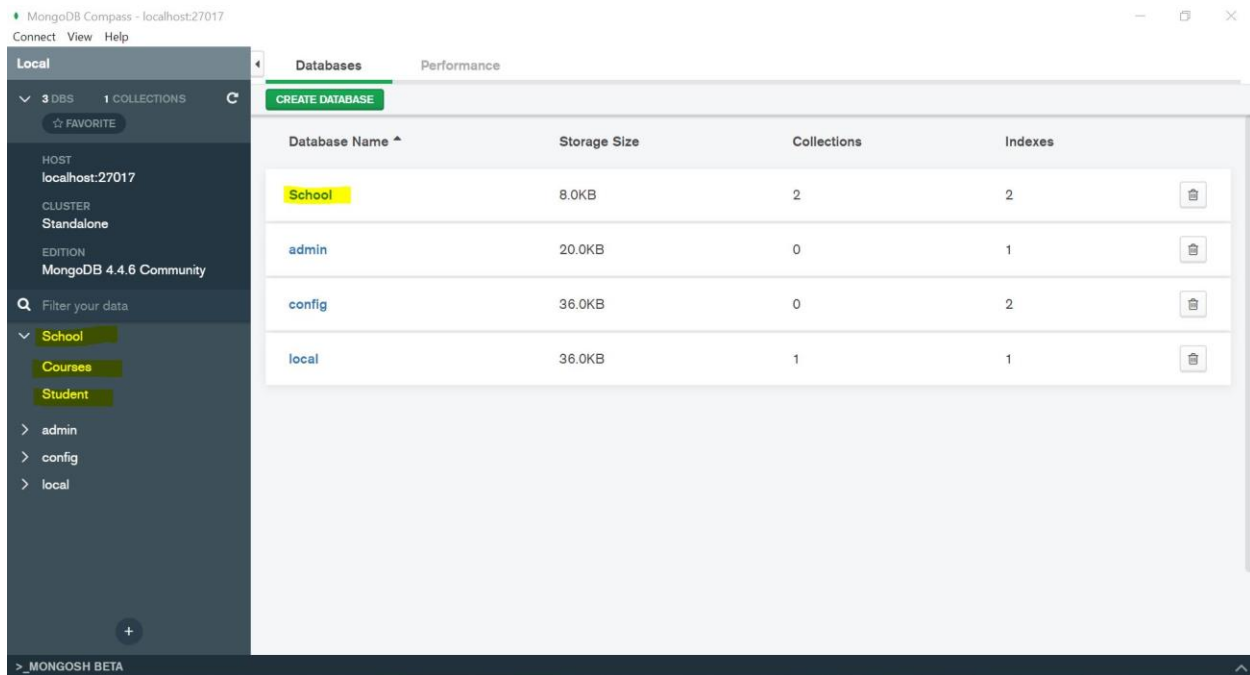 MongoDB Compass - localhost:27017
Connect View Help
Local
3 DBS 1 COLLECTIONS
☆ FAVORITE
HOST
localhost:27017
CLUSTER
Standalone
EDITION
MongoDB 4.4.6 Community
Filter your data
School
Courses
Student
admin
config
local
>_MONGOSH BETA
Databases Performance
CREATE DATABASE
Database Name Storage Size Collections Indexes
School 8.0KB 2 2
admin 20.0KB 0 1
config 36.0KB 0 2
local 36.0KB 1 1